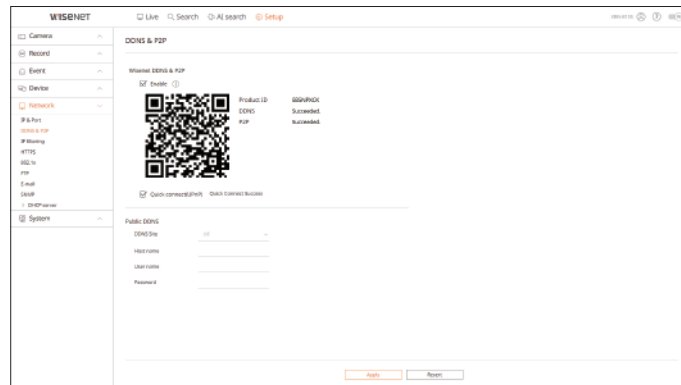 WISENET
Live Search AI search Setup
Camera
Record
Event
Device
Network
IP & Port
DDNS & P2P
IP filtering
HTTPS
802.1x
FTP
E-mail
SNMP
DHCP server
System
DDNS & P2P
Wisenet DDNS & P2P
Enable
Product ID
DDNS Succeeded.
P2P Succeeded.
Quick connect(UPnP) Quick Connect Success
Public DDNS
DDNS Site Off
Host name
User name
Password
Apply Revert